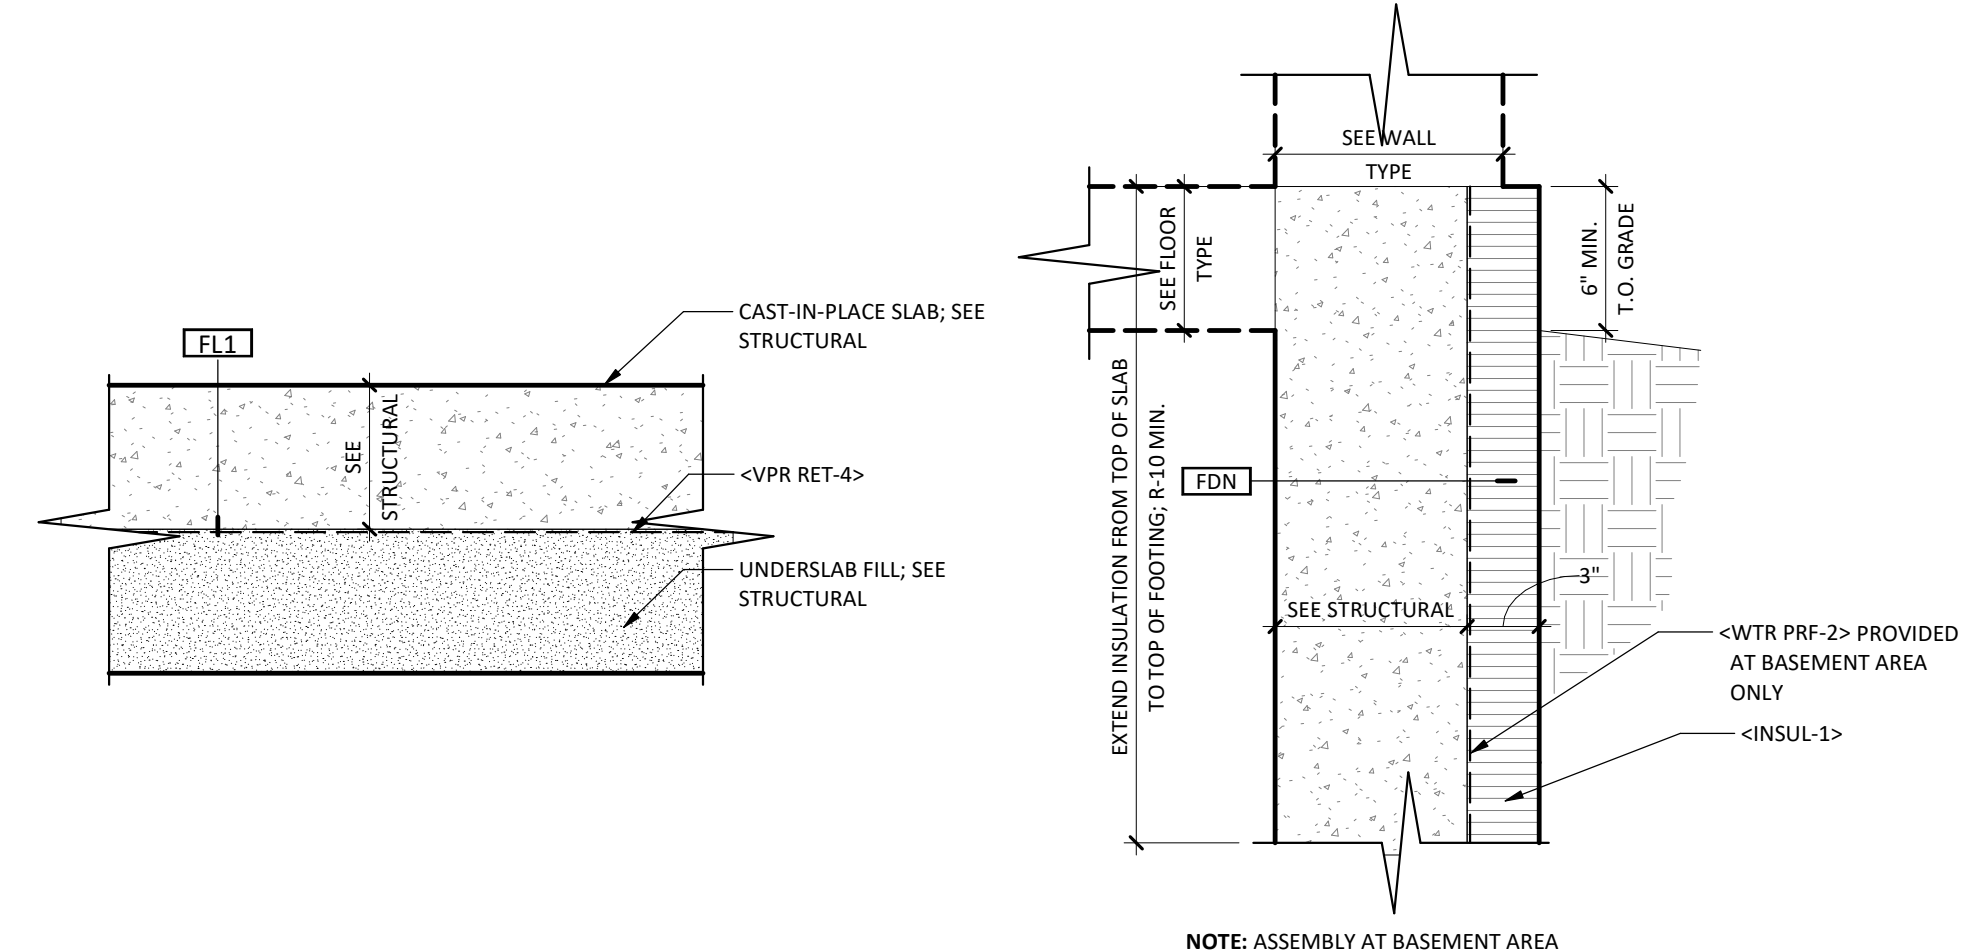 FL1
SEE
STRUCTURAL
CAST-IN-PLACE SLAB; SEE
STRUCTURAL
<VPR RET-4>
UNDERSLAB FILL; SEE
STRUCTURAL
SEE WALL
TYPE
SEE FLOOR
TYPE
6" MIN.
T.O. GRADE
EXTEND INSULATION FROM TOP OF SLAB
TO TOP OF FOOTING; R-10 MIN.
FDN
3"
SEE STRUCTURAL
<WTR PRF-2> PROVIDED
AT BASEMENT AREA
ONLY
<INSUL-1>
NOTE: ASSEMBLY AT BASEMENT AREA